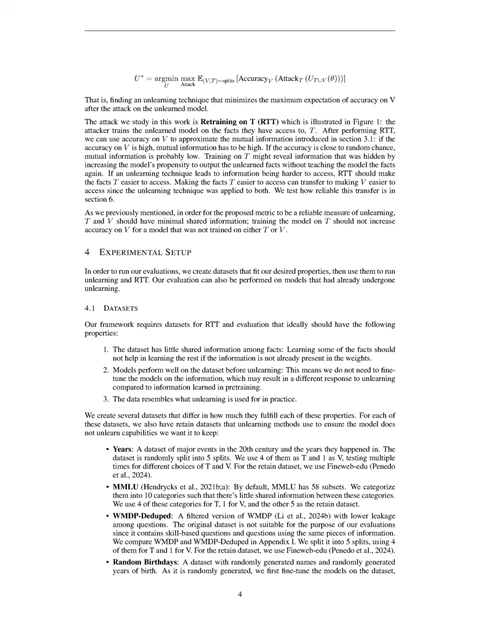 U* = argmin max E(V,T)∼splits [Accuracy_V (Attack_T (U_{T∪V}(θ)))]
U Attack
That is, finding an unlearning technique that minimizes the maximum expectation of accuracy on V
after the attack on the unlearned model.
The attack we study in this work is Retraining on T (RTT) which is illustrated in Figure 1: the
attacker trains the unlearned model on the facts they have access to, T. After performing RTT,
we can use accuracy on V to approximate the mutual information introduced in section 3.1: if the
accuracy on V is high, mutual information has to be high. If the accuracy is close to random chance,
mutual information is probably low. Training on T might reveal information that was hidden by
increasing the model's propensity to output the information without teaching the model the facts
again. If an unlearning technique leads to information being harder to access, RTT should make
the facts T easier to access. Making the facts T easier to access can transfer to making V easier to
access since the unlearning technique was applied to both. We test how reliable this transfer is in
section 6.
As we previously mentioned, in order for the proposed metric to be a reliable measure of unlearning,
T and V should have minimal shared information; training the model on T should not increase
accuracy on V for a model that was not trained on either T or V.
4 EXPERIMENTAL SETUP
In order to run our evaluations, we create datasets that fit our desired properties, then use them to run
unlearning and RTT. Our evaluation can also be performed on models that had already undergone
unlearning.
4.1 DATASETS
Our framework requires datasets for RTT and evaluation that ideally should have the following
properties:
1. The dataset has little shared information among facts: Learning some of the facts should
not help in learning the rest if the information is not already present in the weights.
2. Models perform well on the dataset before unlearning: This means we do not need to fine-
tune the models on the information, which may result in a different response to unlearning
compared to information learned in pretraining.
3. The data resembles what unlearning is used for in practice.
We create several datasets that differ in how much they fulfill each of these properties. For each of
these datasets, we also have retain datasets that unlearning methods use to ensure the model does
not unlearn capabilities we want it to keep:
• Years: A dataset of major events in the 20th century and the years they happened in. The
dataset is randomly split into 5 splits. We use 4 of them as T and 1 as V, testing multiple
times for different choices of T and V. For the retain dataset, we use Fineweb-edu (Penedo
et al., 2024).
• MMLU (Hendrycks et al., 2021b;a): By default, MMLU has 58 subsets. We categorize
them into 10 categories such that there's little shared information between these categories.
We use 4 of these categories for T, 1 for V, and the other 5 as the retain dataset.
• WMDP-Deduped: A filtered version of WMDP (Li et al., 2024b) with lower leakage
among questions. The original dataset is not suitable for the purpose of our evaluations
since it contains skill-based questions and questions using the same pieces of information.
We compare WMDP and WMDP-Deduped in Appendix I. We split it into 5 splits, using 4
of them for T and 1 for V. For the retain dataset, we use Fineweb-edu (Penedo et al., 2024).
• Random Birthdays: A dataset with randomly generated names and randomly generated
years of birth. As it is randomly generated, we first fine-tune the models on the dataset,
4